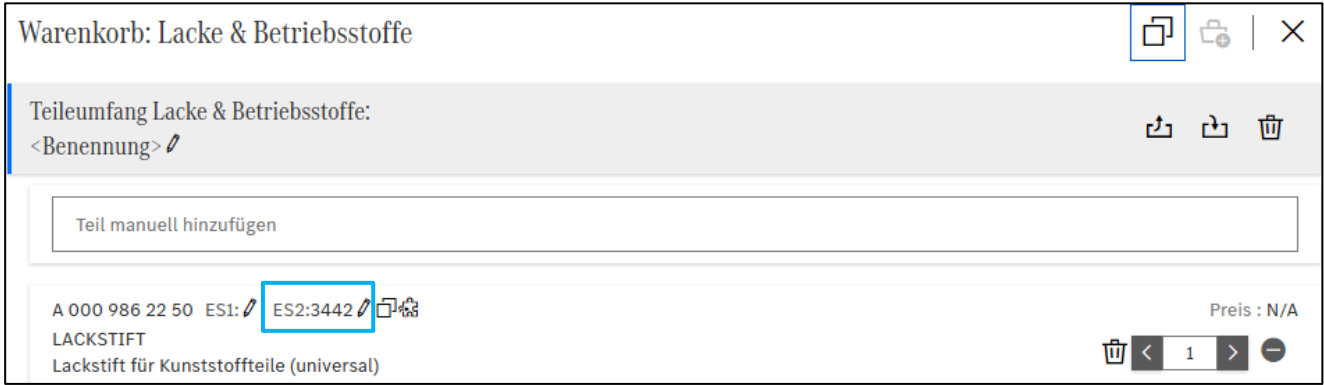 Warenkorb: Lacke & Betriebsstoffe
Teileumfang Lacke & Betriebsstoffe:
<Benennung>
Teil manuell hinzufügen
A 000 986 22 50 ES1: ES2:3442 Preis : N/A
LACKSTIFT
1
Lackstift für Kunststoffteile (universal)